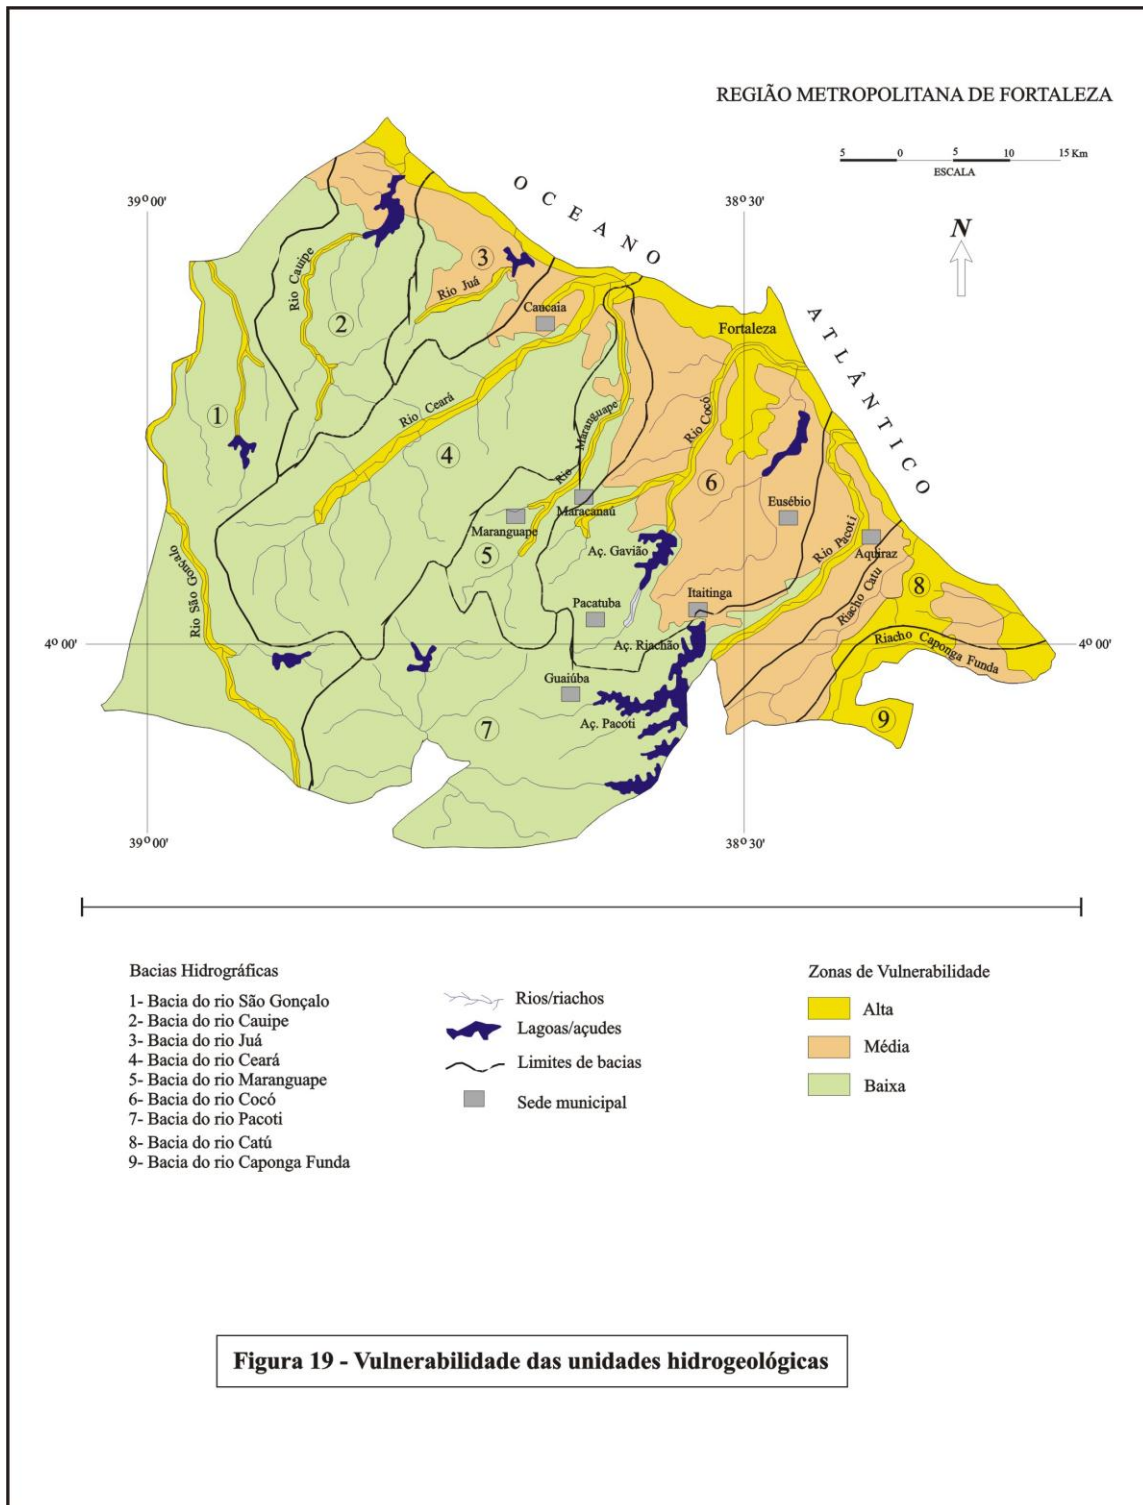 REGIÃO METROPOLITANA DE FORTALEZA
5 0 5 10 15 Km
ESCALA
N
39º 00'
38º 30'
OCEANO
ATLÂNTICO
Rio Cauipe
3
Rio Juá
Caucaia
2
Fortaleza
1
Rio Ceará
4
Rio Maranguape
Rio Cocó
6
Maranguape
Maracanaú
Eusébio
5
Aç. Gavião
Rio Pacoti
Aquiraz
Rio São Gonçalo
Pacatuba
Itaitinga
Riacho Catu
8
4º 00'
Aç. Riachão
Riacho Caponga Funda
4º 00'
Guaiúba
7
Aç. Pacoti
9
39º 00'
38º 30'
Bacias Hidrográficas
1- Bacia do rio São Gonçalo
2- Bacia do rio Cauipe
3- Bacia do rio Juá
4- Bacia do rio Ceará
5- Bacia do rio Maranguape
6- Bacia do rio Cocó
7- Bacia do rio Pacoti
8- Bacia do rio Catú
9- Bacia do rio Caponga Funda
Rios/riachos
Lagoas/açudes
Limites de bacias
Sede municipal
Zonas de Vulnerabilidade
Alta
Média
Baixa
Figura 19 - Vulnerabilidade das unidades hidrogeológicas